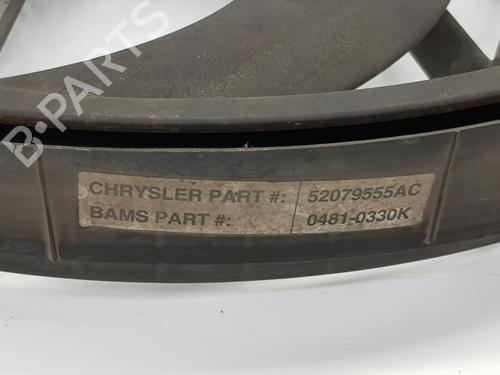 B-PARTS
CHRYSLER PART #: 52079555AC
BAMS PART #: 0481-0330K